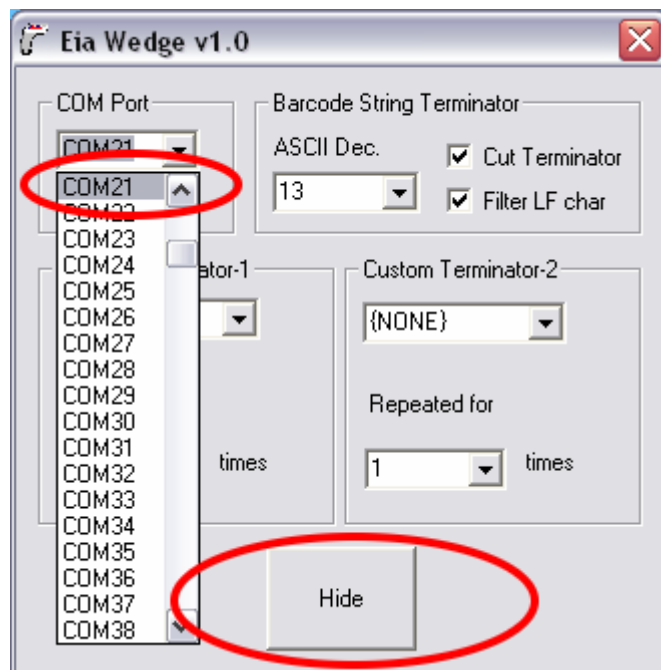 Eia Wedge v1.0
COM Port
COM21
COM21
COM22
COM23
COM24
COM25
COM26
COM27
COM28
COM29
COM30
COM31
COM32
COM33
COM34
COM35
COM36
COM37
COM38
Barcode String Terminator
ASCII Dec.
13
Cut Terminator
Filter LF char
ator-1
times
Custom Terminator-2
{NONE}
Repeated for
1
times
Hide